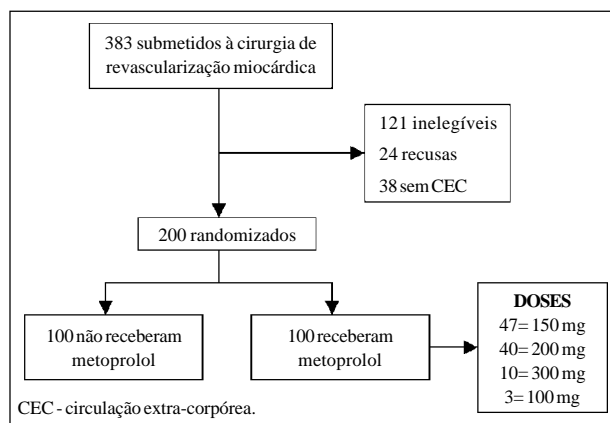 383 submetidos à cirurgia de
revascularização miocárdica
121 inelegíveis
24 recusas
38 sem CEC
200 randomizados
100 não receberam
metoprolol
100 receberam
metoprolol
DOSES
47= 150 mg
40= 200 mg
10= 300 mg
3= 100 mg
CEC - circulação extra-corpórea.